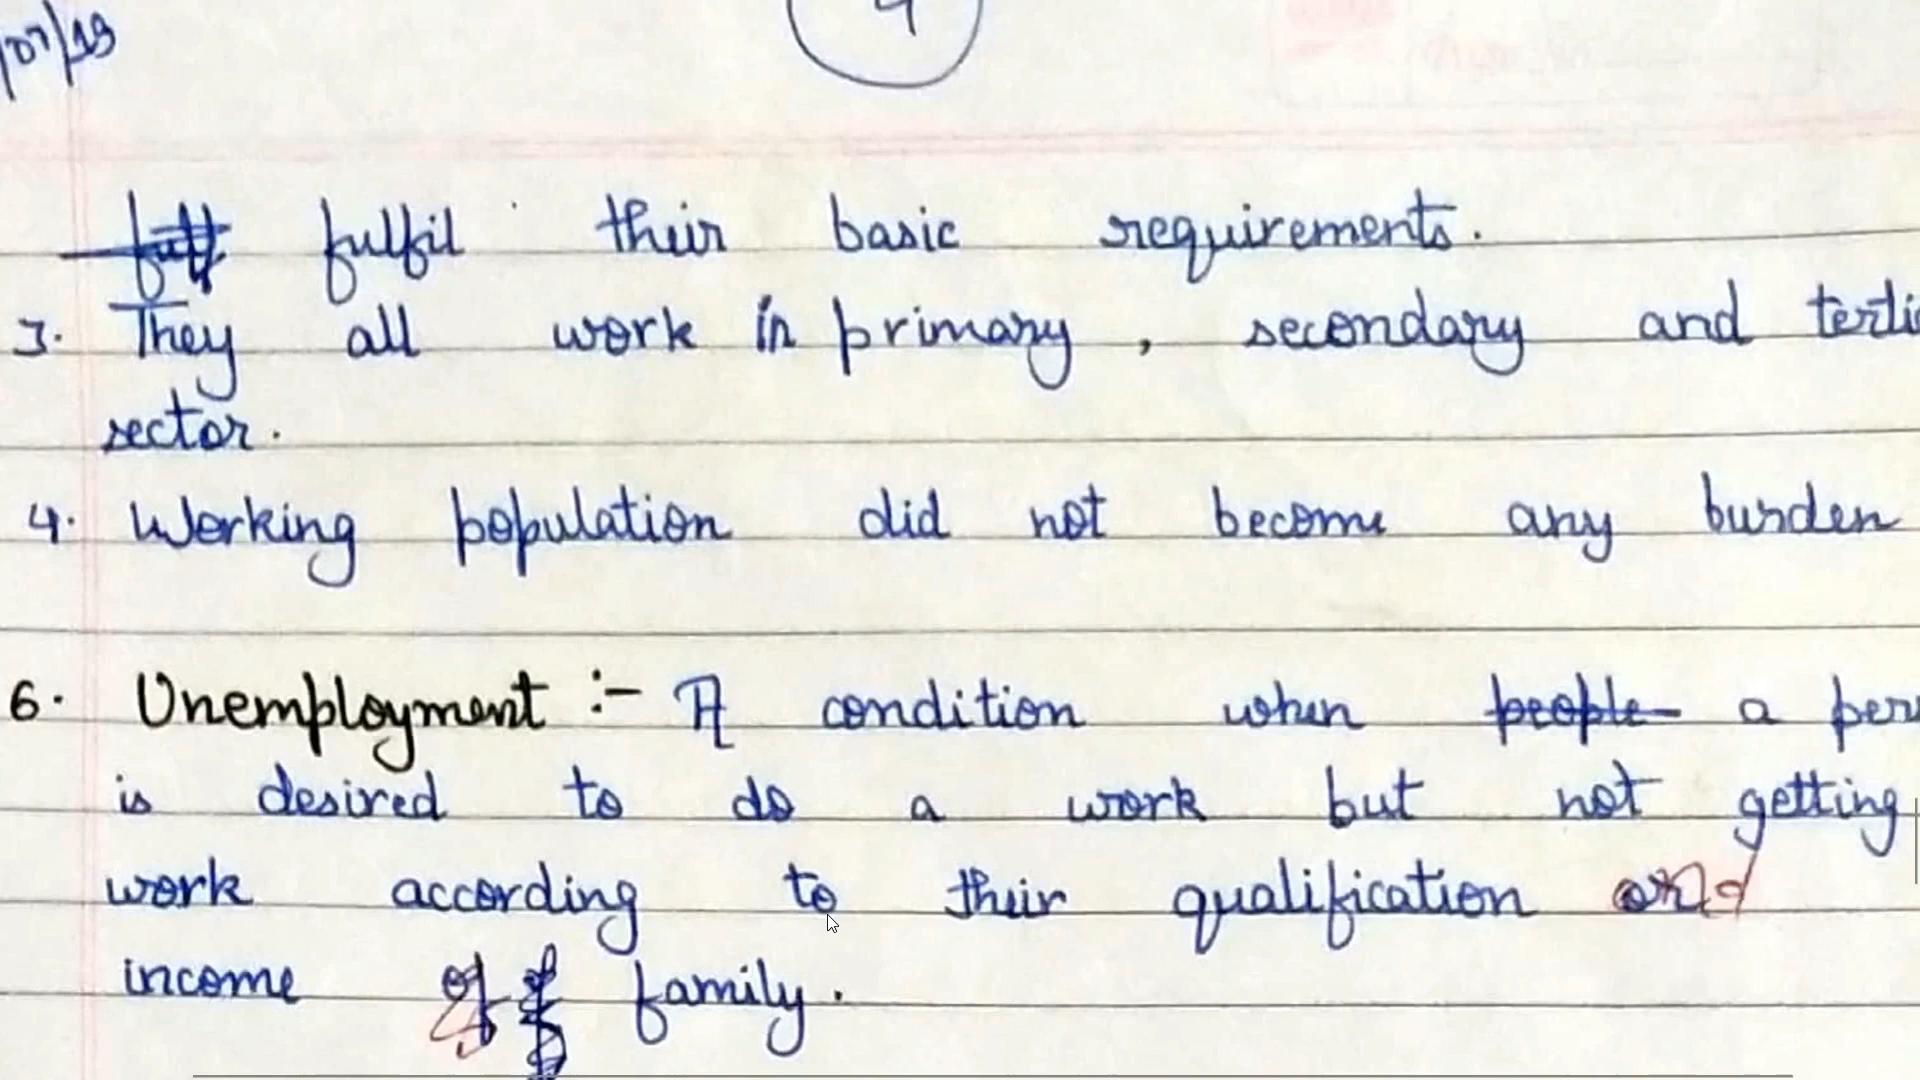 /07/19
fulfil their basic requirements.
3. They all work in primary, secondary and
sector.
4. Working population did not become any burden
6. Unemployment :- A condition when people a
is desired to do a work but not getting
work according to their qualification and
income of family.